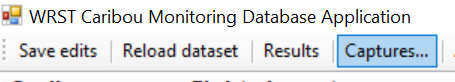 WRST Caribou Monitoring Database Application
Save edits Reload dataset Results Captures...